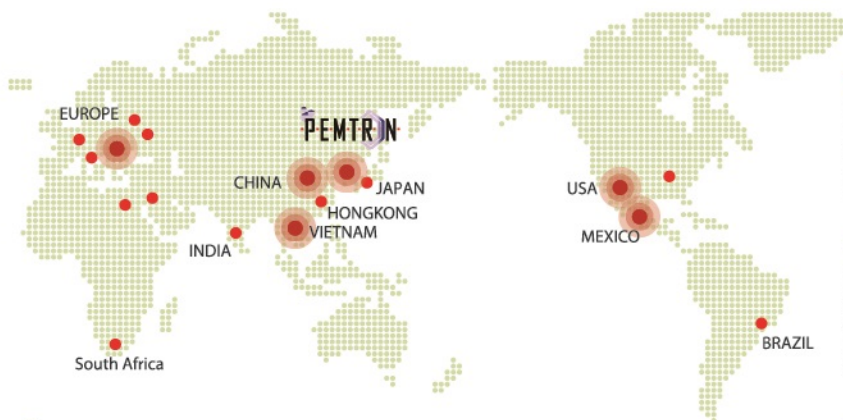 EUROPE
PEMTRON
CHINA
JAPAN
USA
HONGKONG
VIETNAM
MEXICO
INDIA
BRAZIL
South Africa